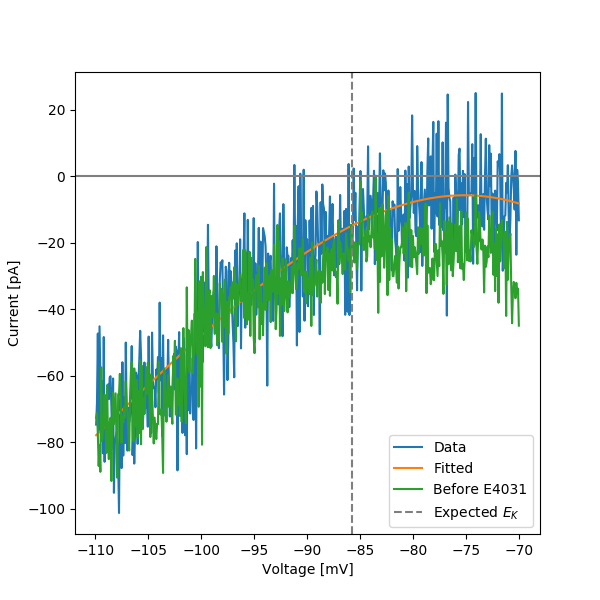 20
0
−20
−40
−60
−80
−100
Current [pA]
Data
Fitted
Before E4031
Expected E_K
−110 −105 −100 −95 −90 −85 −80 −75 −70
Voltage [mV]